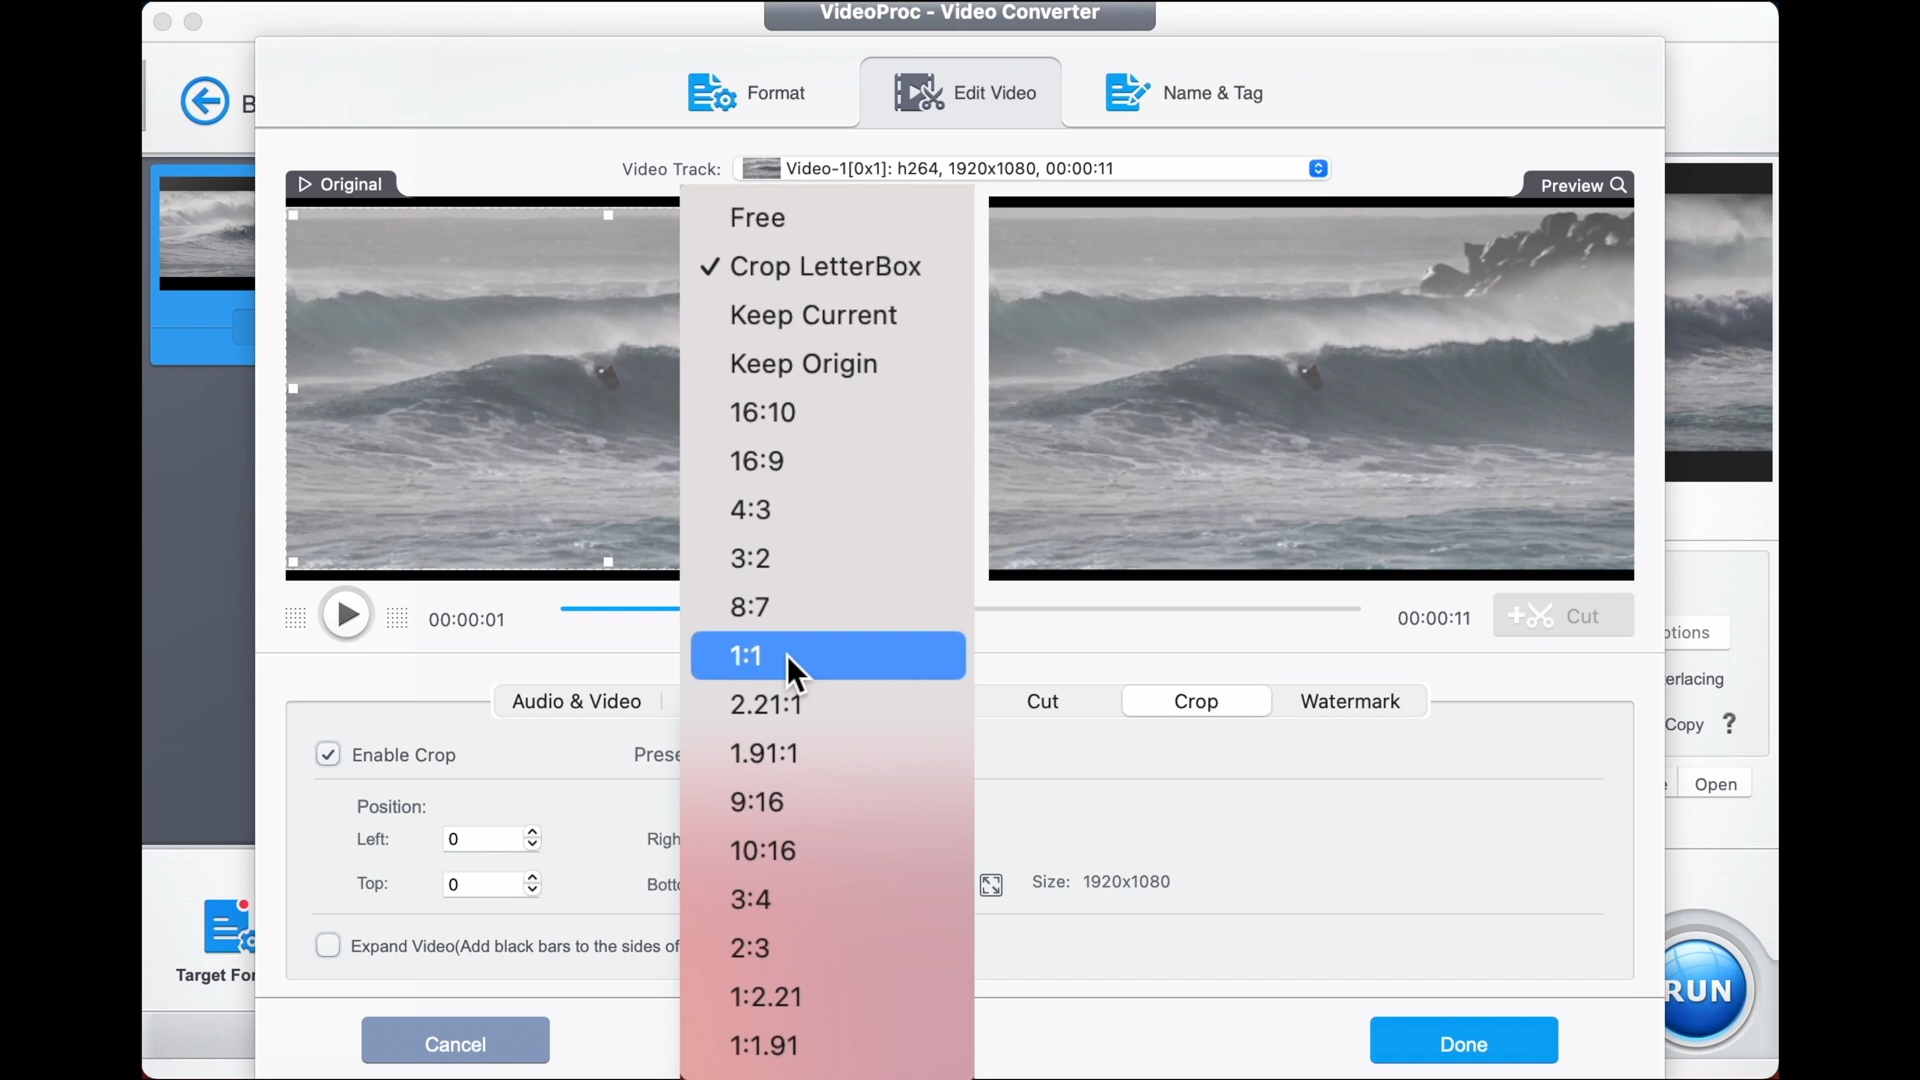 VideoProc - Video Converter
B
Format
Edit Video
Name & Tag
Video Track:
Video-1[0x1]: h264, 1920x1080, 00:00:11
Original
Preview
Free
✓ Crop LetterBox
Keep Current
Keep Origin
16:10
16:9
4:3
3:2
8:7
1:1
2.21:1
1.91:1
9:16
10:16
3:4
2:3
1:2.21
1:1.91
00:00:01
00:00:11
Cut
ptions
erlacing
Copy ?
Open
Audio & Video
Cut
Crop
Watermark
Enable Crop
Prese
Position:
Left:
0
Righ
Top:
0
Botto
Size: 1920x1080
Expand Video(Add black bars to the sides of
Target For
RUN
Cancel
Done